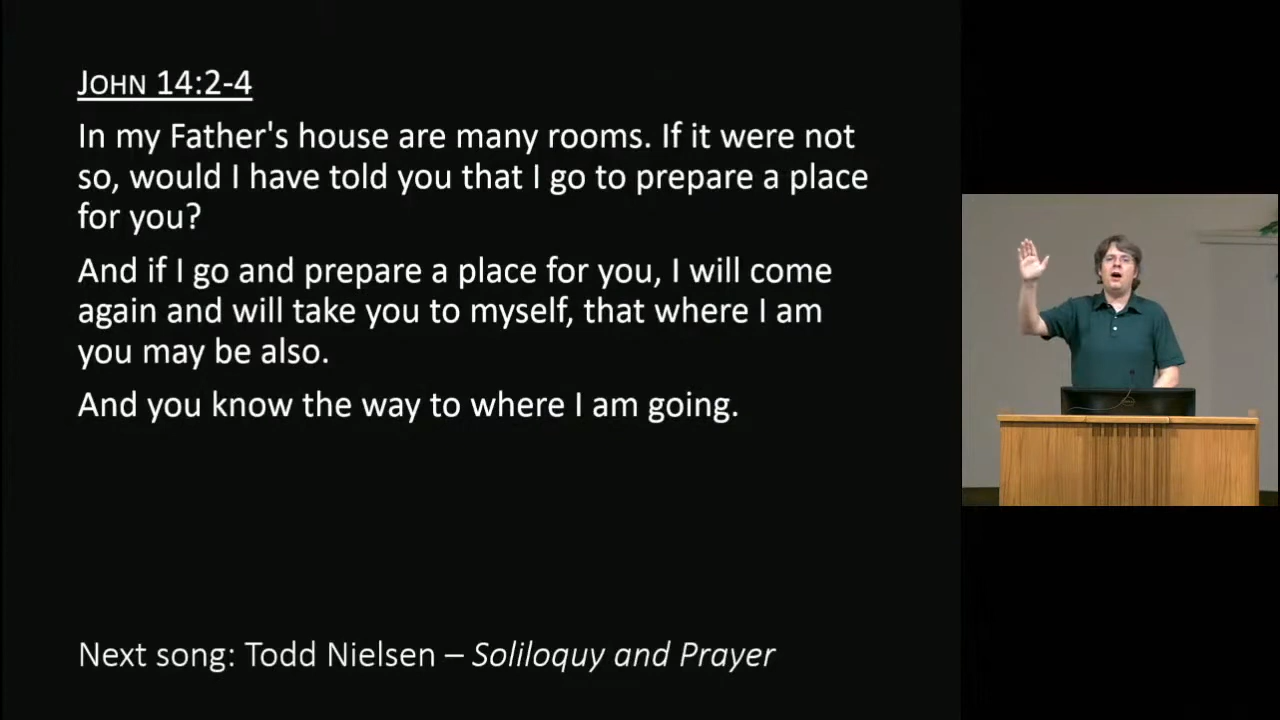 JOHN 14:2-4
In my Father's house are many rooms. If it were not
so, would I have told you that I go to prepare a place
for you?
And if I go and prepare a place for you, I will come
again and will take you to myself, that where I am
you may be also.
And you know the way to where I am going.
Next song: Todd Nielsen – Soliloquy and Prayer